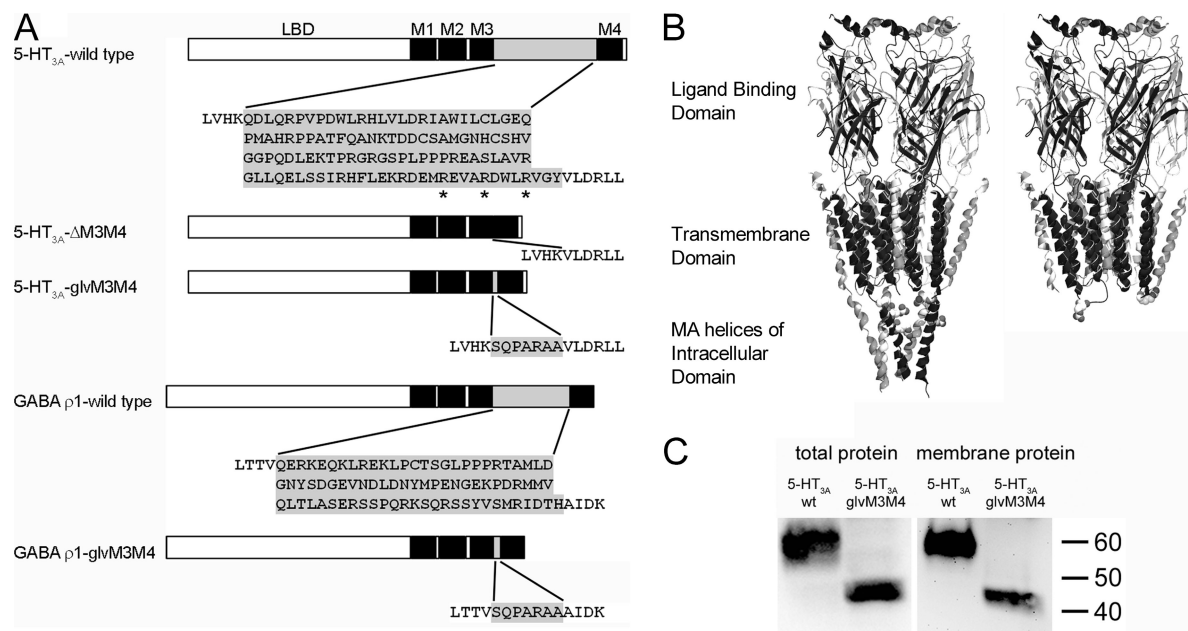 A
LBD M1 M2 M3 M4
5-HT3A-wild type
LVHKQDLQRPVPDWLRHLVLDRIAWILCLGEQ
PMAHRPPATFQANKTDDCSAMGNHCSHV
GGPQDLEKTPRGRGSPLPPPREASLAVR
GLLQELSSIRHFLEKRDEMREVARDWLRVGYVLDRLL
* * *
5-HT3A-ΔM3M4
LVHKVLDRLL
5-HT3A-glvM3M4
LVHKSQPARAAVLDRLL
GABA ρ1-wild type
LTTVQERKEQKLREKLPCTSGLPPPRTAMLD
GNYSDGEVNDLDNYMPENGEKPDRMMV
QLTLASERSSPQRKSQRSSYVSMRIDTHAIDK
GABA ρ1-glvM3M4
LTTVSQPARAAAIDK
B
Ligand Binding
Domain
Transmembrane
Domain
MA helices of
Intracellular
Domain
C
total protein membrane protein
5-HT3A 5-HT3A 5-HT3A 5-HT3A
wt glvM3M4 wt glvM3M4
60
50
40